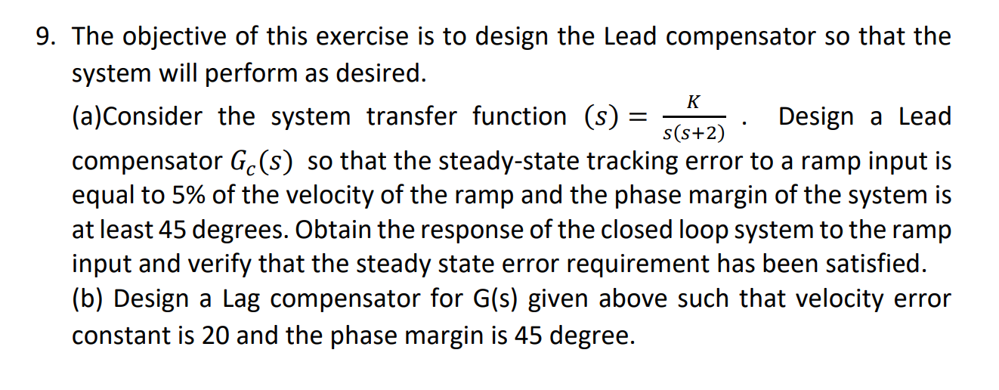 9. The objective of this exercise is to design the Lead compensator so that the
system will perform as desired.
(a)Consider the system transfer function (s) = K/s(s+2) . Design a Lead
compensator Gc(s) so that the steady-state tracking error to a ramp input is
equal to 5% of the velocity of the ramp and the phase margin of the system is
at least 45 degrees. Obtain the response of the closed loop system to the ramp
input and verify that the steady state error requirement has been satisfied.
(b) Design a Lag compensator for G(s) given above such that velocity error
constant is 20 and the phase margin is 45 degree.